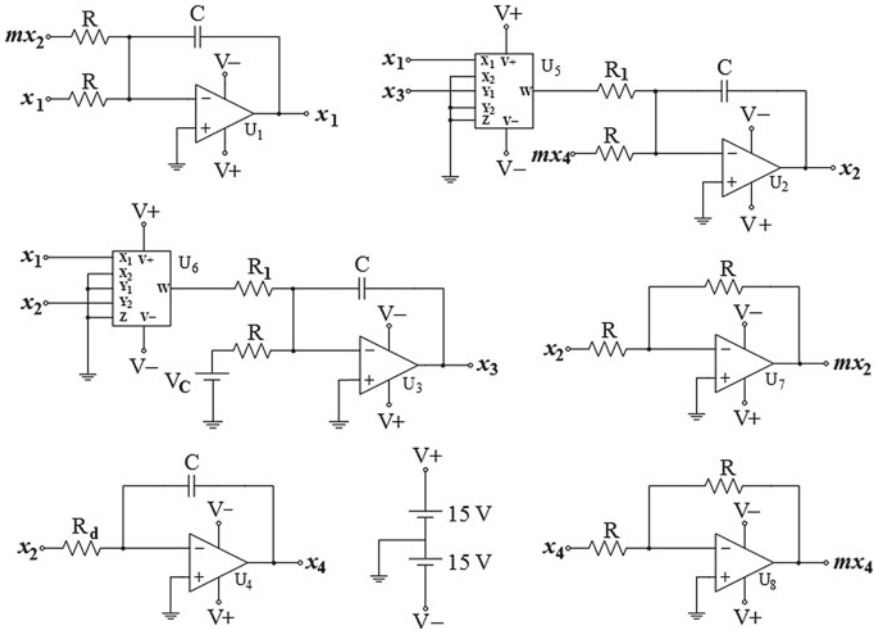 mx2 R C
V−
x1 R − + U1 x1
V+
V+
x1 X1 V+ U5 R1 C
X2
x3 Y1 W
Y2
Z V−
V−
V−
mx4 R − + U2 x2
V+
V+
x1 X1 V+ U6 R1 C
X2
Y1 W
x2 Y2
Z V−
V−
V−
R
VC − + U3 x3
V+
R
V−
x2 R − + U7 mx2
V+
C
V−
x2 Rd − + U4 x4
V+
V+
15 V
15 V
V−
R
V−
x4 R − + U8 mx4
V+